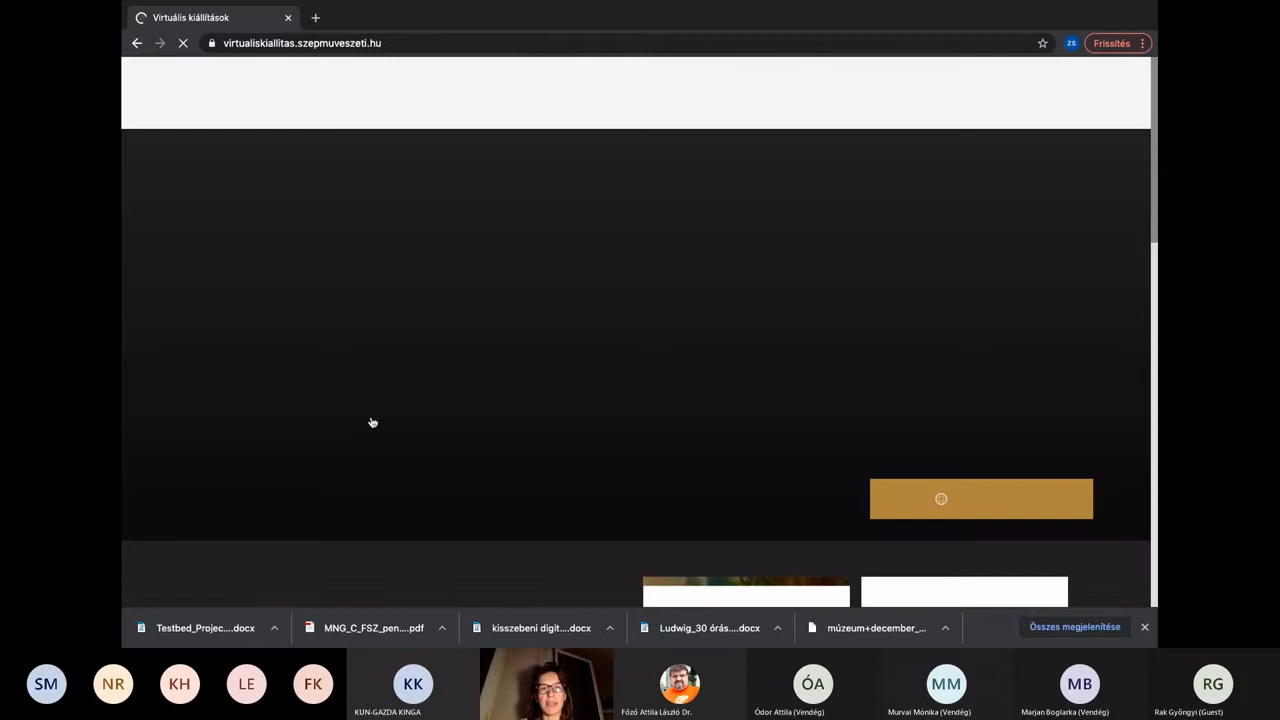 Virtuális kiállítások
virtualiskiallitas.szepmuveszeti.hu
ZS
Frissítés
Testbed_Projec....docx
MNG_C_FSZ_pen....pdf
kisszebeni digit....docx
Ludwig_30 órás....docx
múzeum+december_...
Összes megjelenítése
SM
NR
KH
LE
FK
KK
ÓA
MM
MB
RG
KUN-GAZDA KINGA
Főző Attila László Dr.
Ódor Attila (Vendég)
Murvai Mónika (Vendég)
Marjan Boglarka (Vendég)
Rak Gyöngyi (Guest)